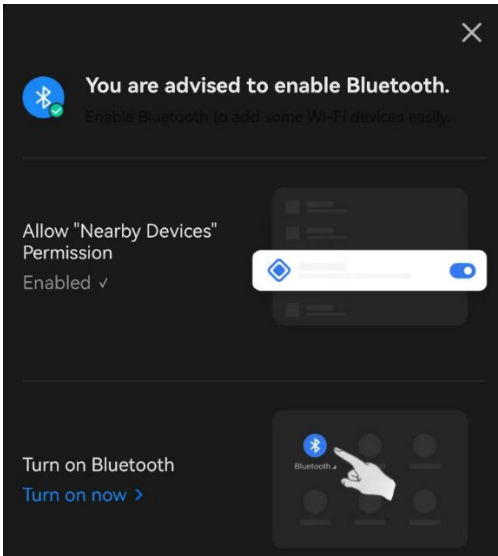 You are advised to enable Bluetooth.
Enable Bluetooth to add some Wi-Fi devices easily.
Allow "Nearby Devices"
Permission
Enabled ✓
Bluetooth
Turn on Bluetooth
Turn on now >